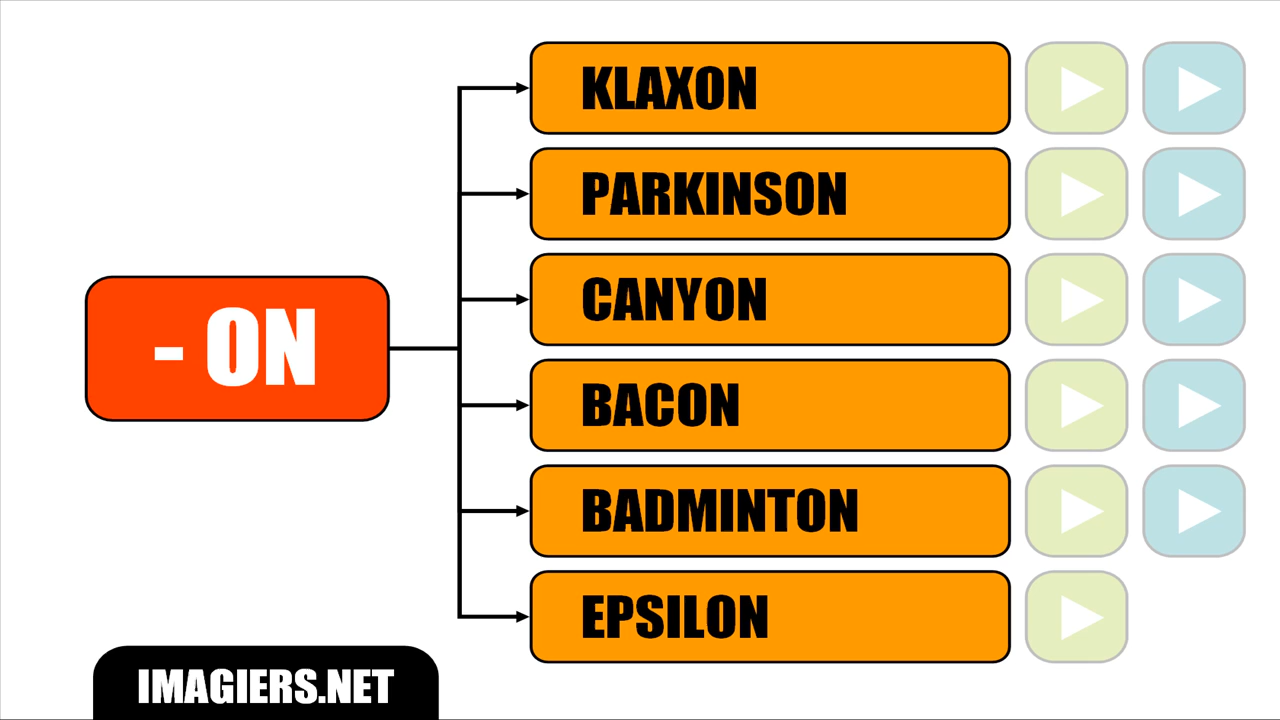 - ON
KLAXON
PARKINSON
CANYON
BACON
BADMINTON
EPSILON
IMAGIERS.NET